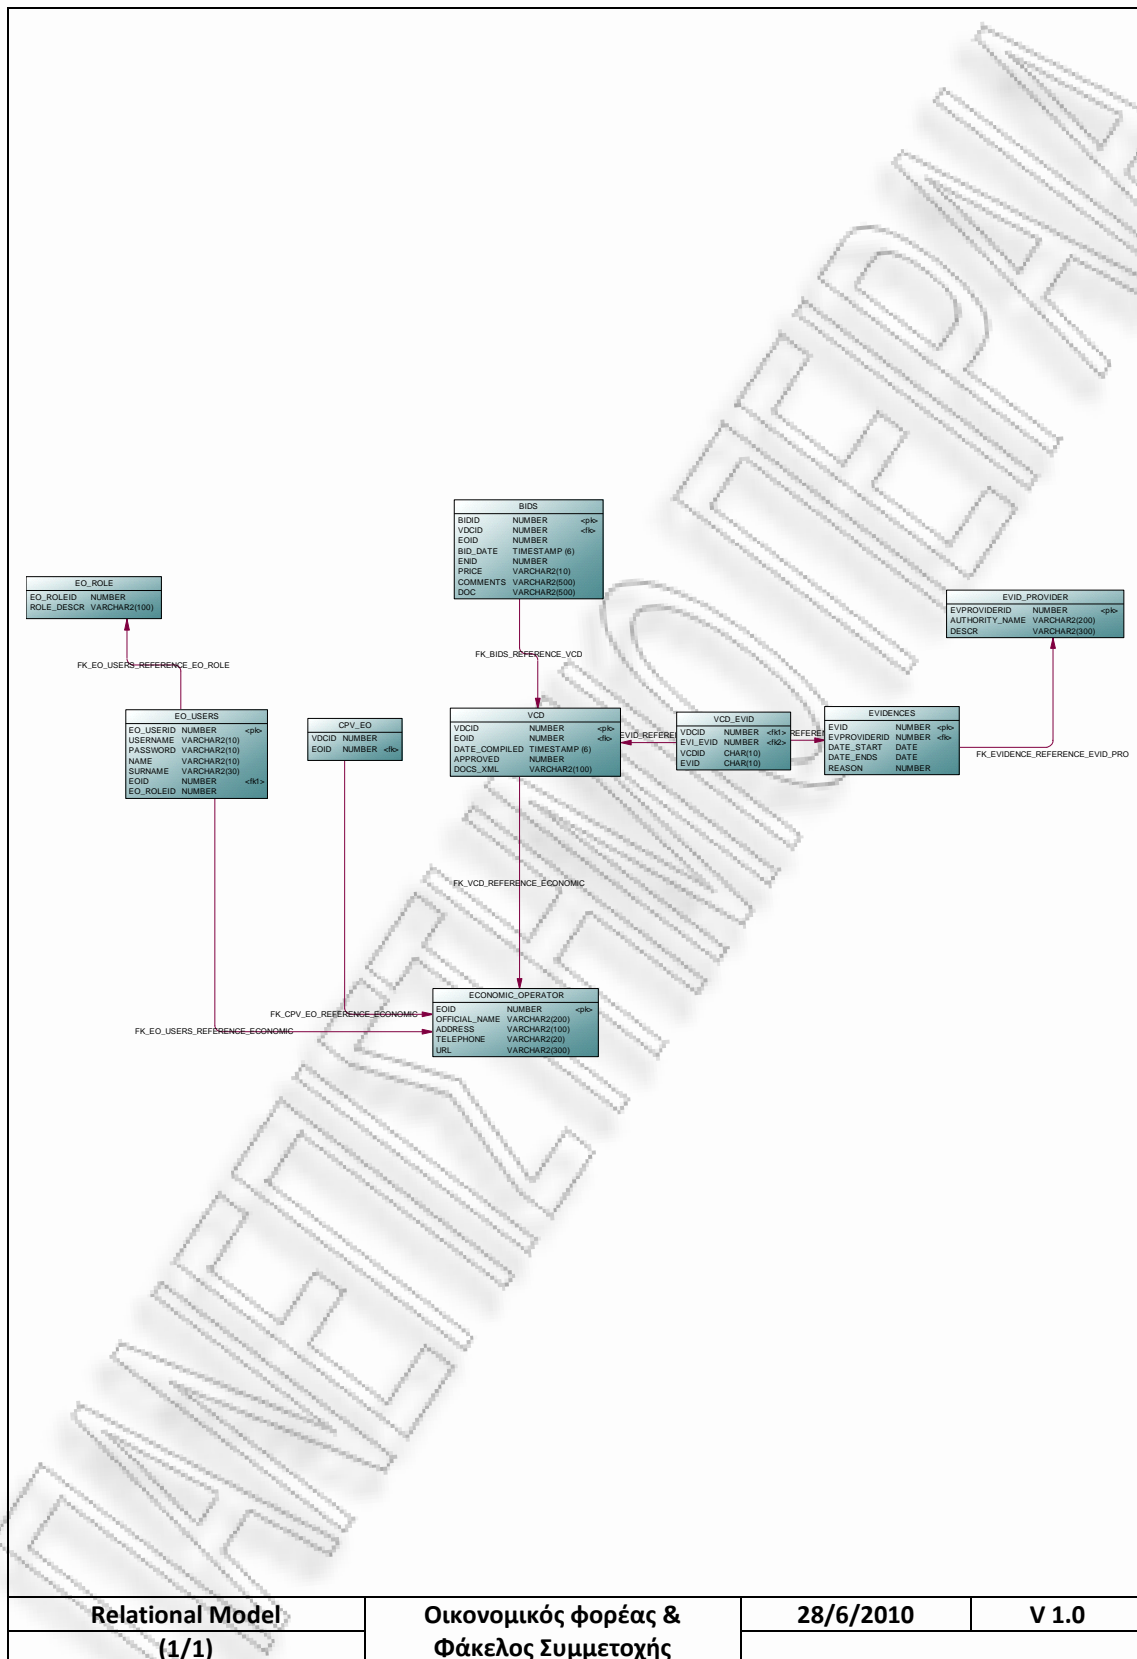 BIDS
BIDID NUMBER <pk>
VDCID NUMBER <fk>
EOID NUMBER
BID_DATE TIMESTAMP (6)
ENID NUMBER
PRICE VARCHAR2(10)
COMMENTS VARCHAR2(500)
DOC VARCHAR2(500)
EO_ROLE
EO_ROLEID NUMBER
ROLE_DESCR VARCHAR2(100)
EVID_PROVIDER
EVPROVIDERID NUMBER <pk>
AUTHORITY_NAME VARCHAR2(200)
DESCR VARCHAR2(300)
FK_EO_USERS_REFERENCE_EO_ROLE
FK_BIDS_REFERENCE_VCD
EO_USERS
EO_USERID NUMBER <pk>
USERNAME VARCHAR2(10)
PASSWORD VARCHAR2(10)
NAME VARCHAR2(10)
SURNAME VARCHAR2(30)
EOID NUMBER <fk1>
EO_ROLEID NUMBER
CPV_EO
VDCID NUMBER
EOID NUMBER <fk>
VCD
VDCID NUMBER <pk>
EOID NUMBER <fk>
DATE_COMPILED TIMESTAMP (6)
APPROVED NUMBER
DOCS_XML VARCHAR2(100)
EVID_REFERE
VCD_EVID
VDCID NUMBER <fk1>
EVI_EVID NUMBER <fk2>
VCDID CHAR(10)
EVID CHAR(10)
REFEREN
EVIDENCES
EVID NUMBER <pk>
EVPROVIDERID NUMBER <fk>
DATE_START DATE
DATE_ENDS DATE
REASON NUMBER
FK_EVIDENCE_REFERENCE_EVID_PRO
FK_VCD_REFERENCE_ECONOMIC
ECONOMIC_OPERATOR
EOID NUMBER <pk>
OFFICIAL_NAME VARCHAR2(200)
ADDRESS VARCHAR2(100)
TELEPHONE VARCHAR2(20)
URL VARCHAR2(300)
FK_CPV_EO_REFERENCE_ECONOMIC
FK_EO_USERS_REFERENCE_ECONOMIC
ΠΑΝΕΠΙΣΤΗΜΙΟ ΠΕΙΡΑΙΑ
Relational Model
(1/1)
Οικονομικός φορέας &
Φάκελος Συμμετοχής
28/6/2010
V 1.0